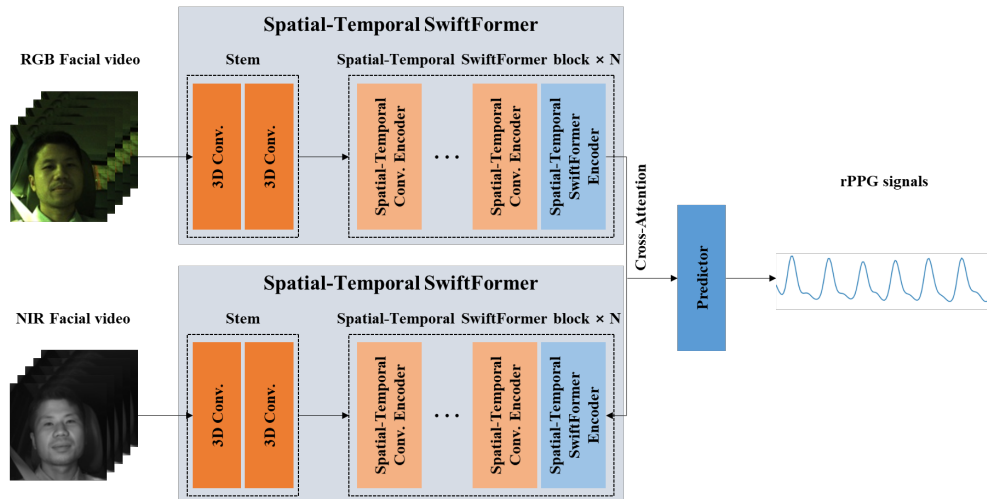 Spatial-Temporal SwiftFormer
RGB Facial video
Stem
Spatial-Temporal SwiftFormer block × N
3D Conv.
3D Conv.
Spatial-Temporal
Conv. Encoder
...
Spatial-Temporal
Conv. Encoder
Spatial-Temporal
SwiftFormer
Encoder
Cross-Attention
Predictor
rPPG signals
Spatial-Temporal SwiftFormer
NIR Facial video
Stem
Spatial-Temporal SwiftFormer block × N
3D Conv.
3D Conv.
Spatial-Temporal
Conv. Encoder
...
Spatial-Temporal
Conv. Encoder
Spatial-Temporal
SwiftFormer
Encoder